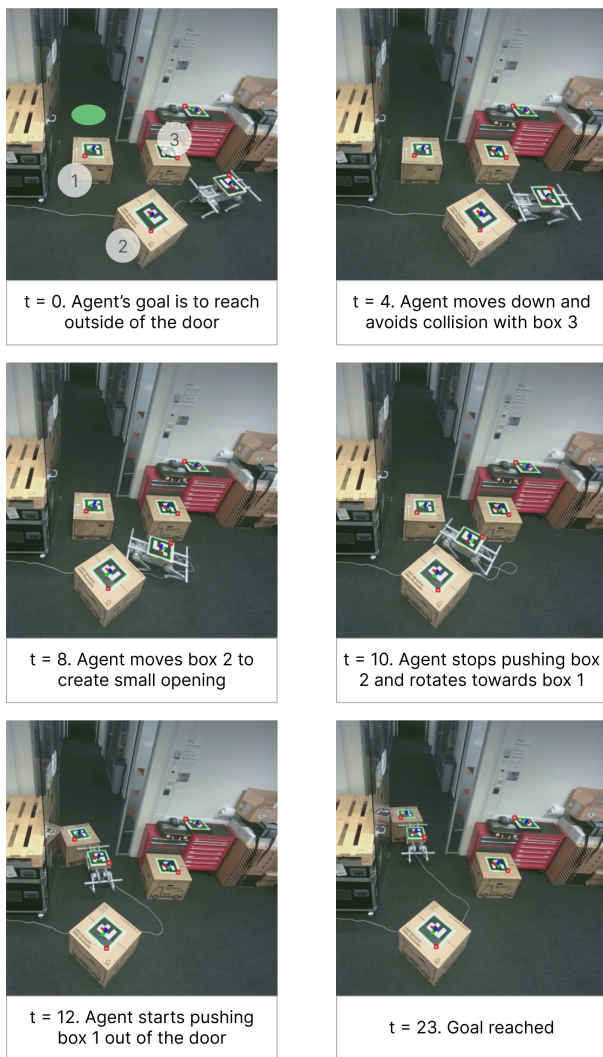 1
2
3
t = 0. Agent’s goal is to reach
outside of the door
t = 4. Agent moves down and
avoids collision with box 3
t = 8. Agent moves box 2 to
create small opening
t = 10. Agent stops pushing box
2 and rotates towards box 1
t = 12. Agent starts pushing
box 1 out of the door
t = 23. Goal reached